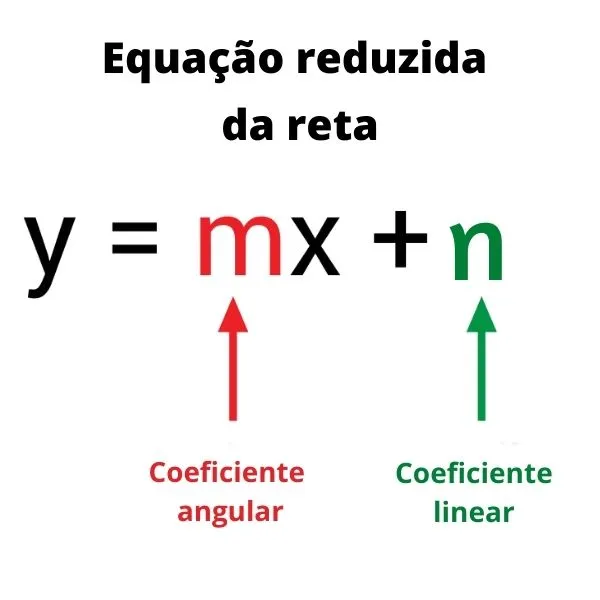 Equação reduzida
da reta
y = mx + n
Coeficiente
angular
Coeficiente
linear